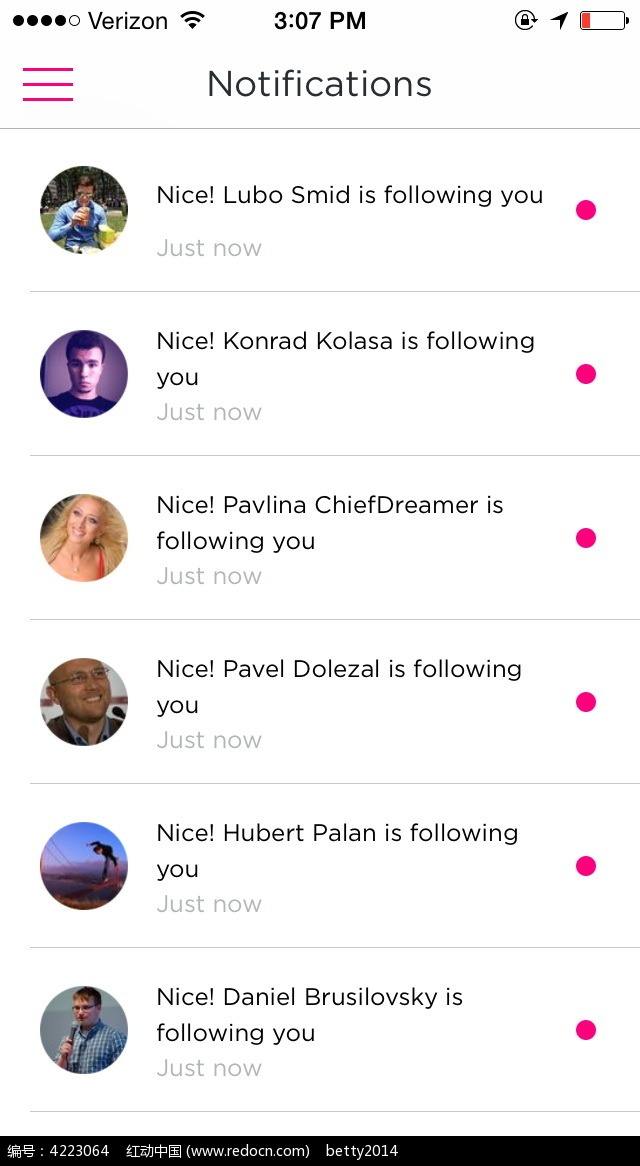 Verizon 3:07 PM
Notifications
Nice! Lubo Smid is following you
Just now
Nice! Konrad Kolasa is following
you
Just now
Nice! Pavlina ChiefDreamer is
following you
Just now
Nice! Pavel Dolezal is following
you
Just now
Nice! Hubert Palan is following
you
Just now
Nice! Daniel Brusilovsky is
following you
Just now
编号：4223064 红动中国 (www.redocn.com) betty2014